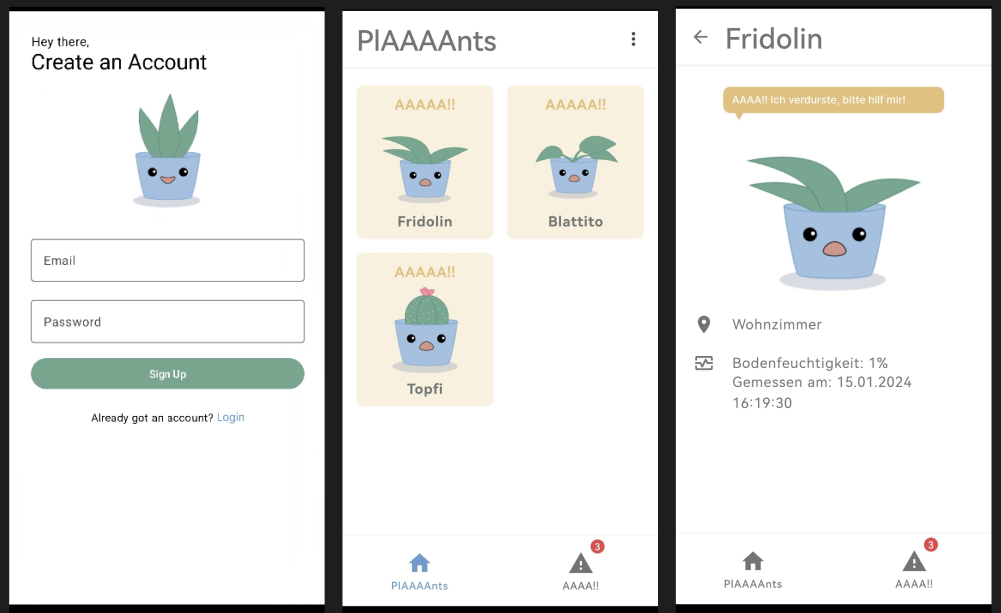 Hey there,
Create an Account
Email
Password
Sign Up
Already got an account? Login
PlAAAAnts
AAAAA!!
AAAAA!!
Fridolin
Blattito
AAAAA!!
Topfi
3
PlAAAAnts
AAAA!!
Fridolin
AAAA!! Ich verdurste, bitte hilf mir!
Wohnzimmer
Bodenfeuchtigkeit: 1%
Gemessen am: 15.01.2024
16:19:30
3
PlAAAAnts
AAAA!!